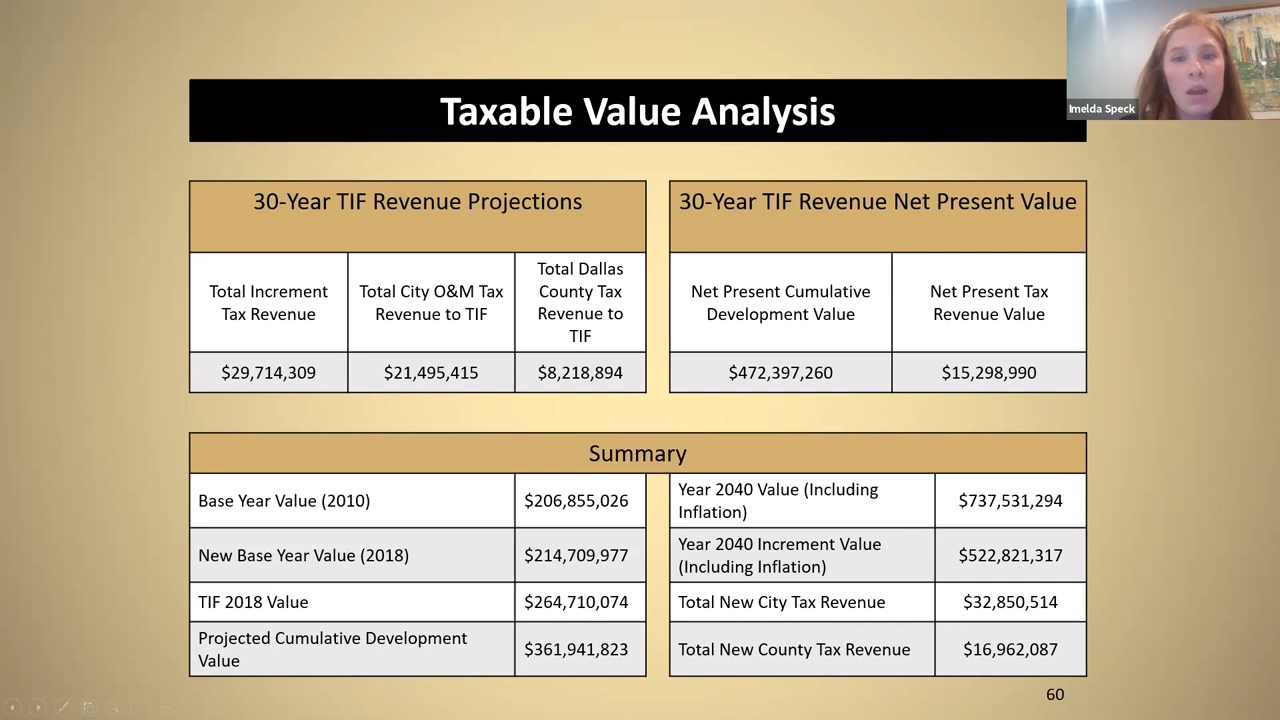 Imelda Speck
Taxable Value Analysis
30-Year TIF Revenue Projections
Total Increment
Tax Revenue
Total City O&M Tax
Revenue to TIF
Total Dallas
County Tax
Revenue to
TIF
$29,714,309
$21,495,415
$8,218,894
30-Year TIF Revenue Net Present Value
Net Present Cumulative
Development Value
Net Present Tax
Revenue Value
$472,397,260
$15,298,990
Summary
Base Year Value (2010)
$206,855,026
New Base Year Value (2018)
$214,709,977
TIF 2018 Value
$264,710,074
Projected Cumulative Development
Value
$361,941,823
Year 2040 Value (Including
Inflation)
$737,531,294
Year 2040 Increment Value
(Including Inflation)
$522,821,317
Total New City Tax Revenue
$32,850,514
Total New County Tax Revenue
$16,962,087
60